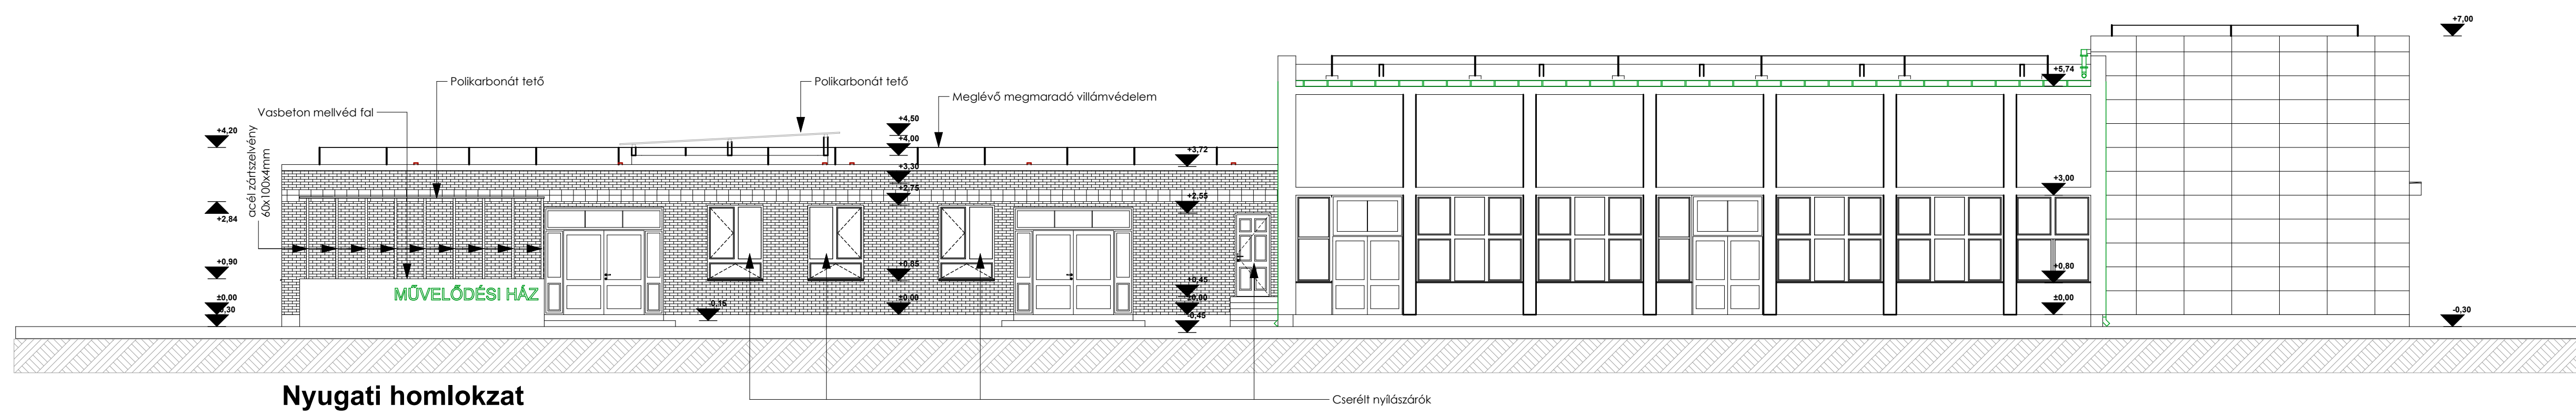 +7,00
+5,74
Polikarbonát tető
Polikarbonát tető
Meglévő megmaradó villámvédelem
Vasbeton mellvéd fal
+4,20
+4,50
+4,00
+3,72
acél zártszelvény
60x100x4mm
+3,30
+2,75
+2,55
+3,00
+2,84
+0,90
+0,85
+0,80
+0,45
MŰVELŐDÉSI HÁZ
±0,00
-0,15
±0,00
±0,00
±0,00
-0,30
-0,45
-0,30
Nyugati homlokzat
Cserélt nyílászárók